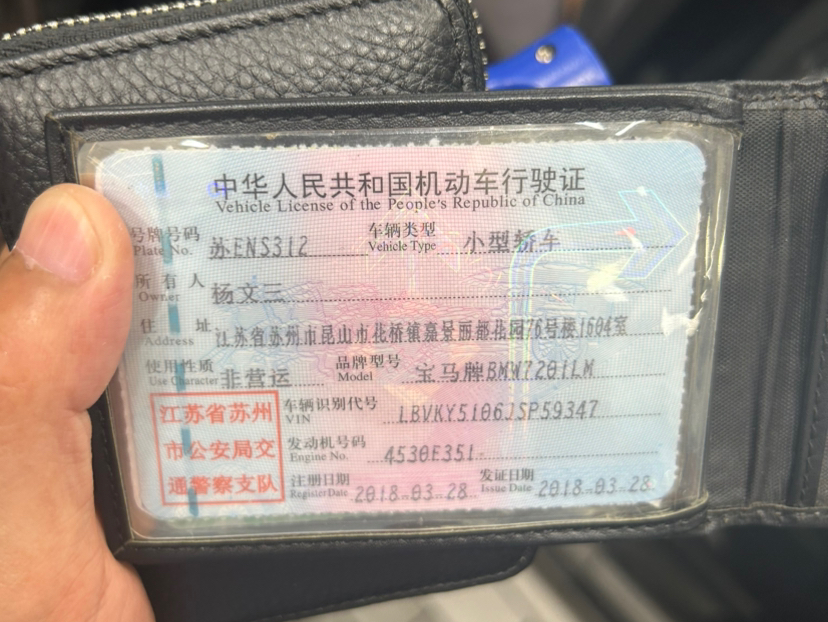 中华人民共和国机动车行驶证
Vehicle License of the People's Republic of China
号牌号码 苏ENS312 车辆类型 小型轿车
Plate No. Vehicle Type
所有人 杨文三
Owner
住址 江苏省苏州市昆山市花桥镇嘉景丽都花园76号楼1604室
Address
使用性质 非营运 品牌型号 宝马牌BMW7201LM
Use Character Model
江苏省苏州 车辆识别代号 LBVKY5106JSP59347
VIN
市公安局交 发动机号码 4530E351
Engine No.
通警察支队 注册日期 2018-03-28 发证日期 2018-03-28
Register Date Issue Date